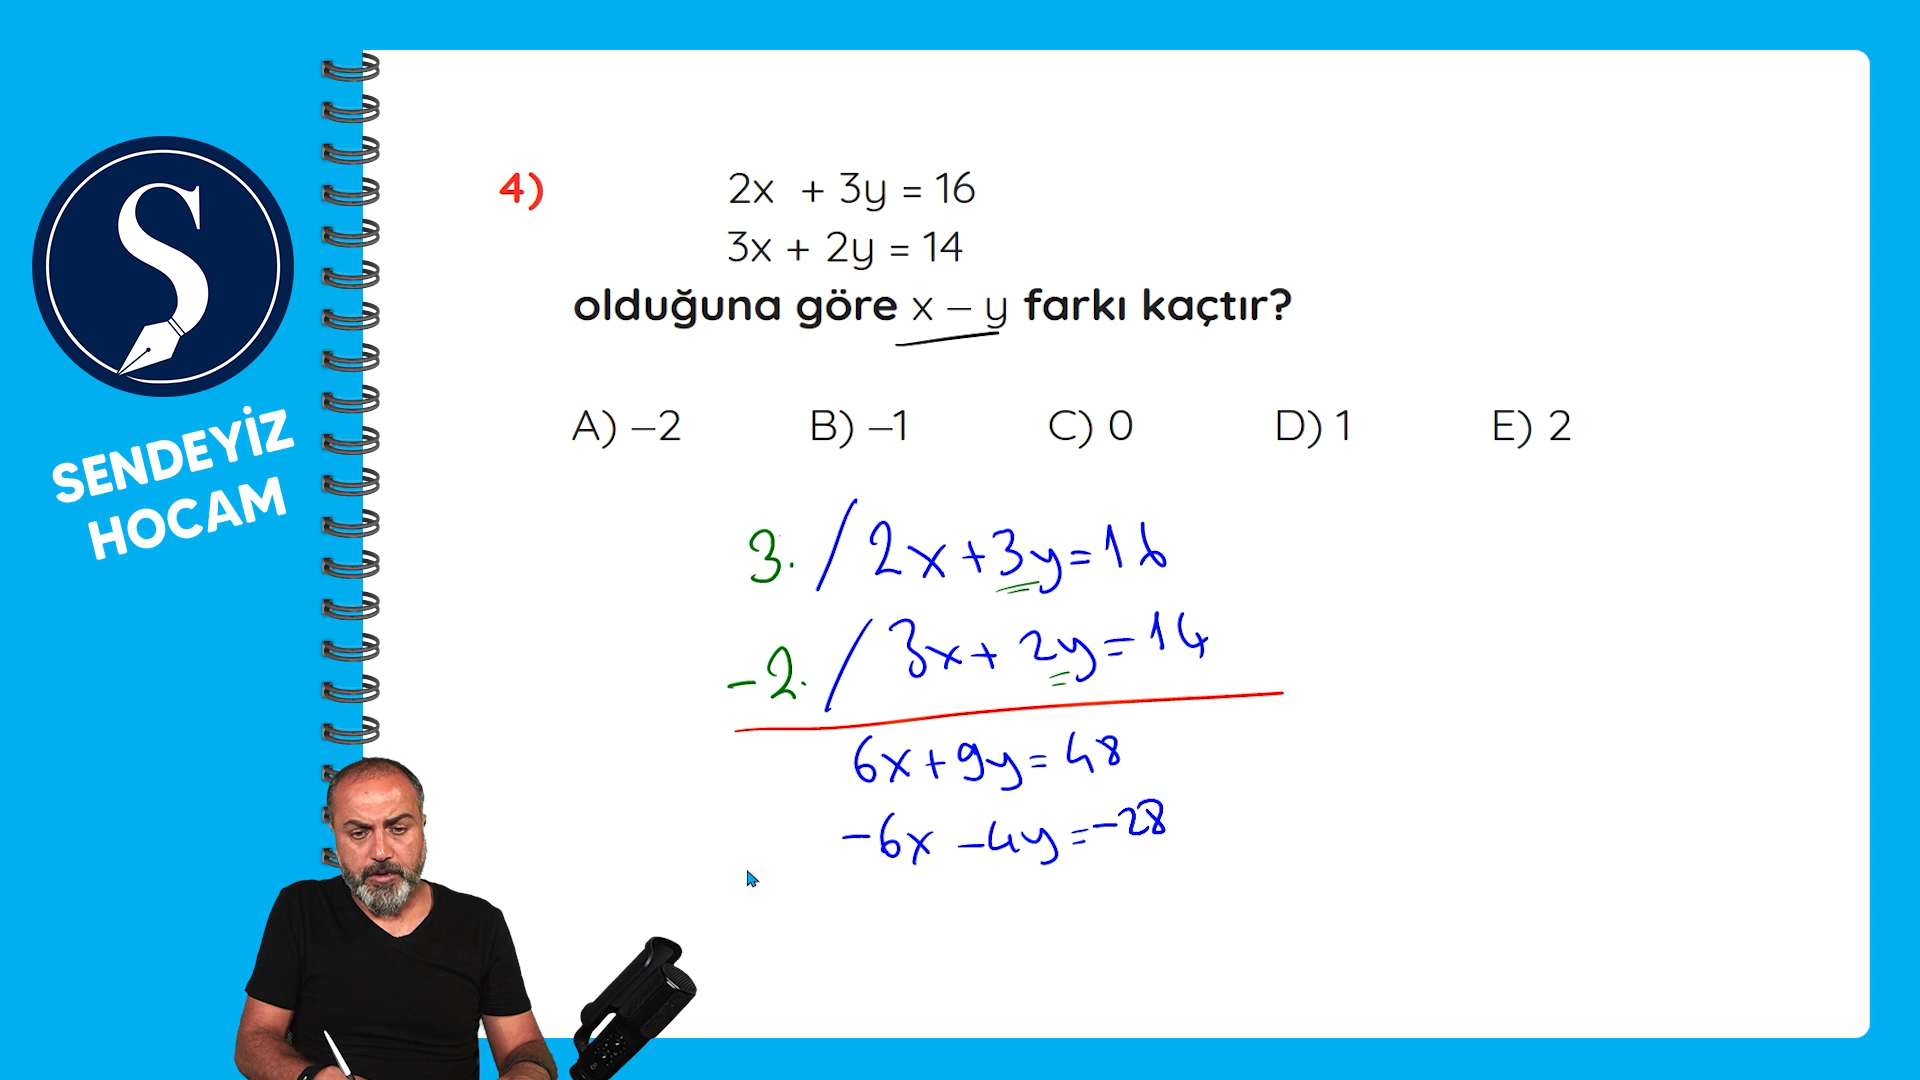 SENDEYİZ
HOCAM
4)
2x + 3y = 16
3x + 2y = 14
olduğuna göre x – y farkı kaçtır?
A) –2 B) –1 C) 0 D) 1 E) 2
3. / 2x+3y=16
-2. / 3x+2y=14
6x+9y=48
-6x-4y=-28